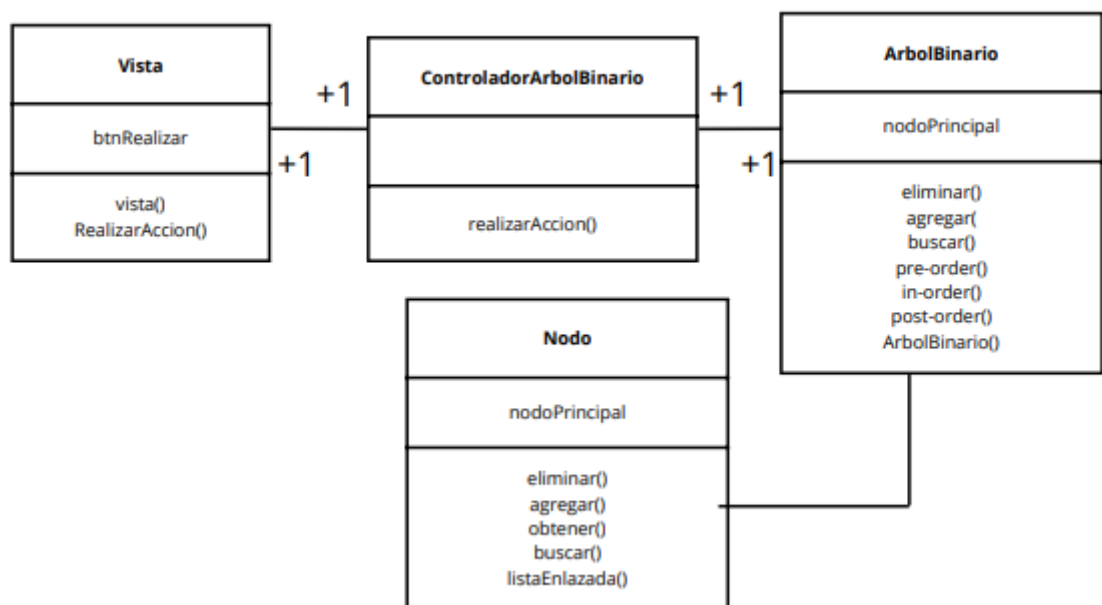 Vista
btnRealizar
vista()
RealizarAccion()
+1
+1
ControladorArbolBinario
realizarAccion()
+1
+1
ArbolBinario
nodoPrincipal
eliminar()
agregar(
buscar()
pre-order()
in-order()
post-order()
ArbolBinario()
Nodo
nodoPrincipal
eliminar()
agregar()
obtener()
buscar()
listaEnlazada()